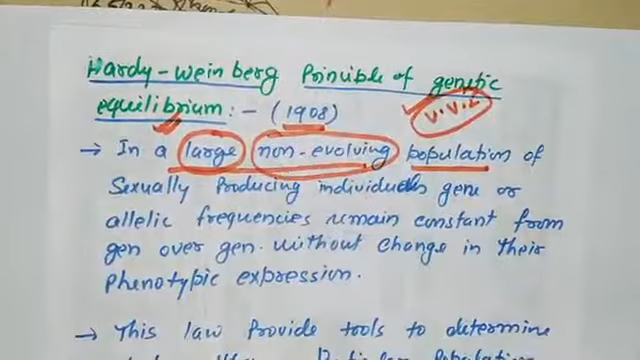 Hardy-Weinberg Principle of genetic
equilibrium :- (1908)
V.V.I
→ In a large non-evolving population of
Sexually Producing individuals gene or
allelic frequencies remain constant from
gen over gen. without change in their
Phenotypic expression.
→ This law Provide tools to determine